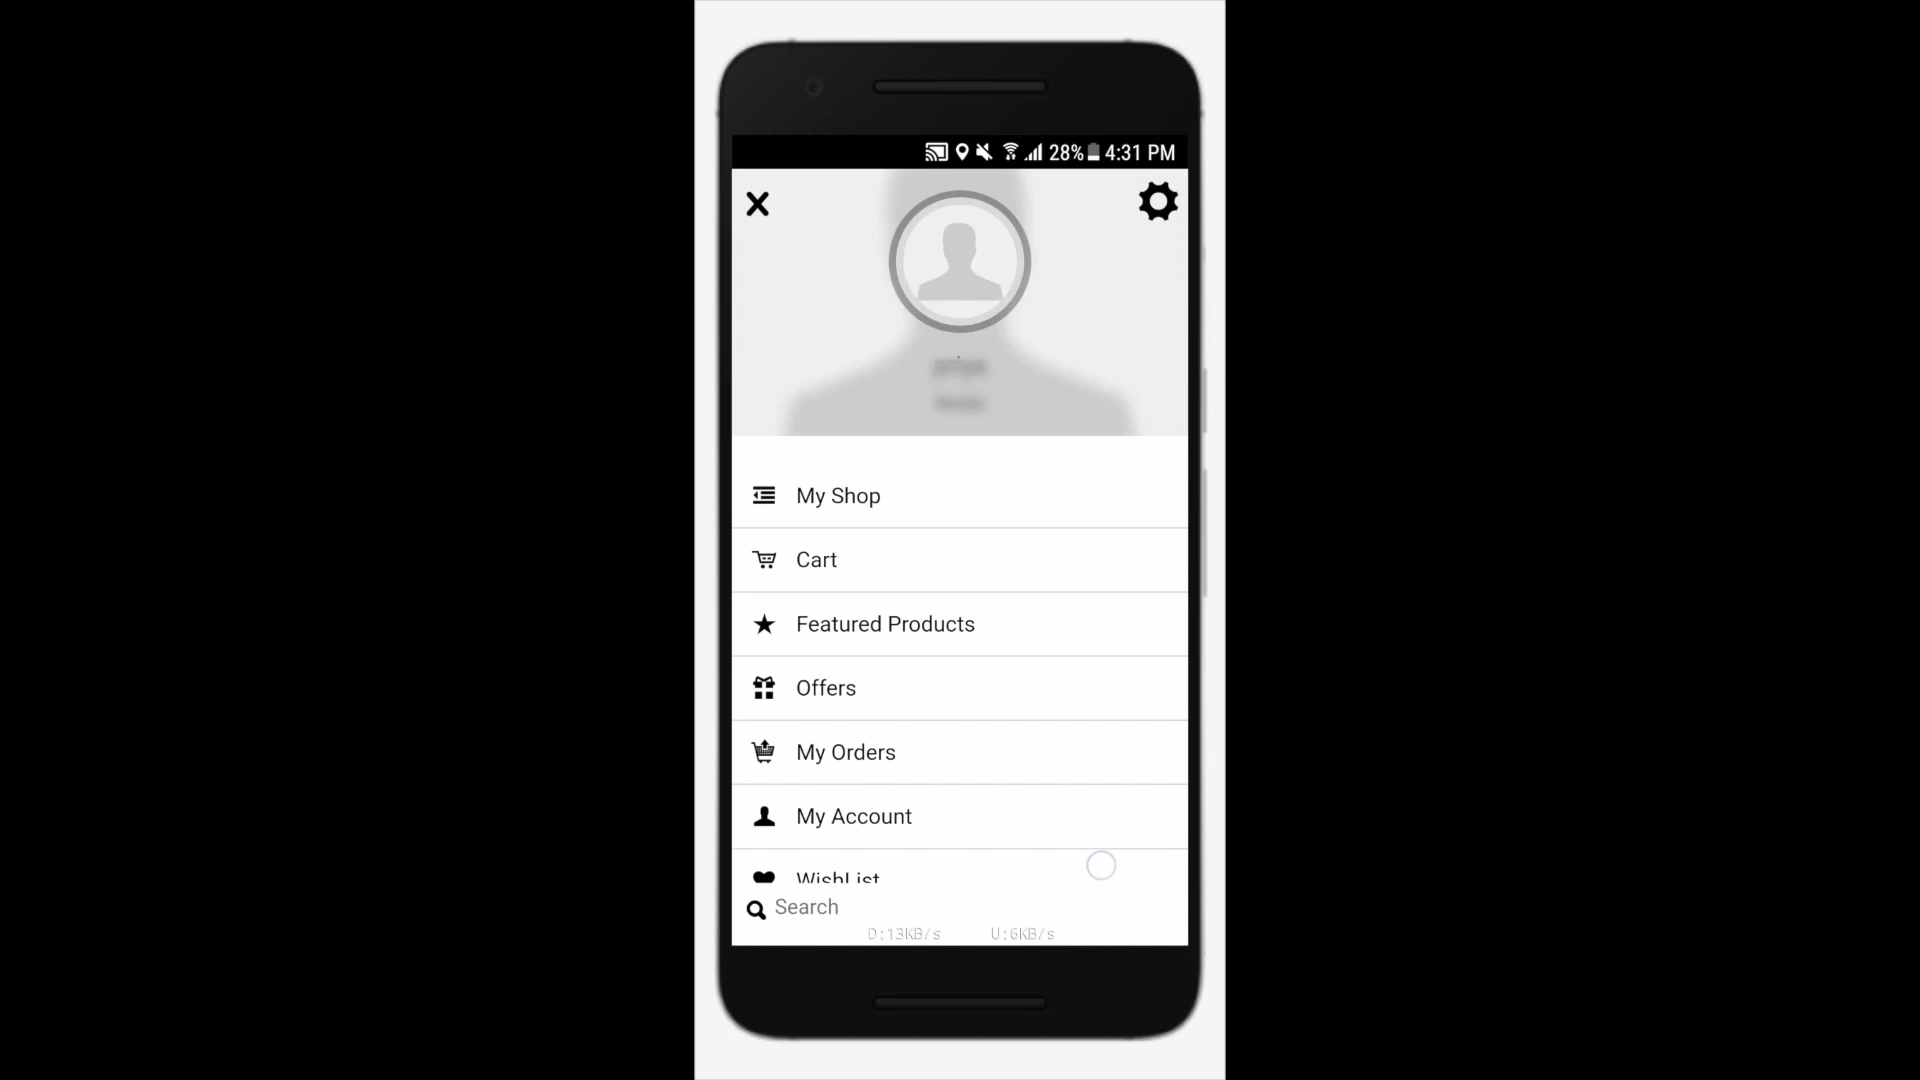 28% 4:31 PM
My Shop
Cart
Featured Products
Offers
My Orders
My Account
WishList
Search
D:13KB/s U:6KB/s